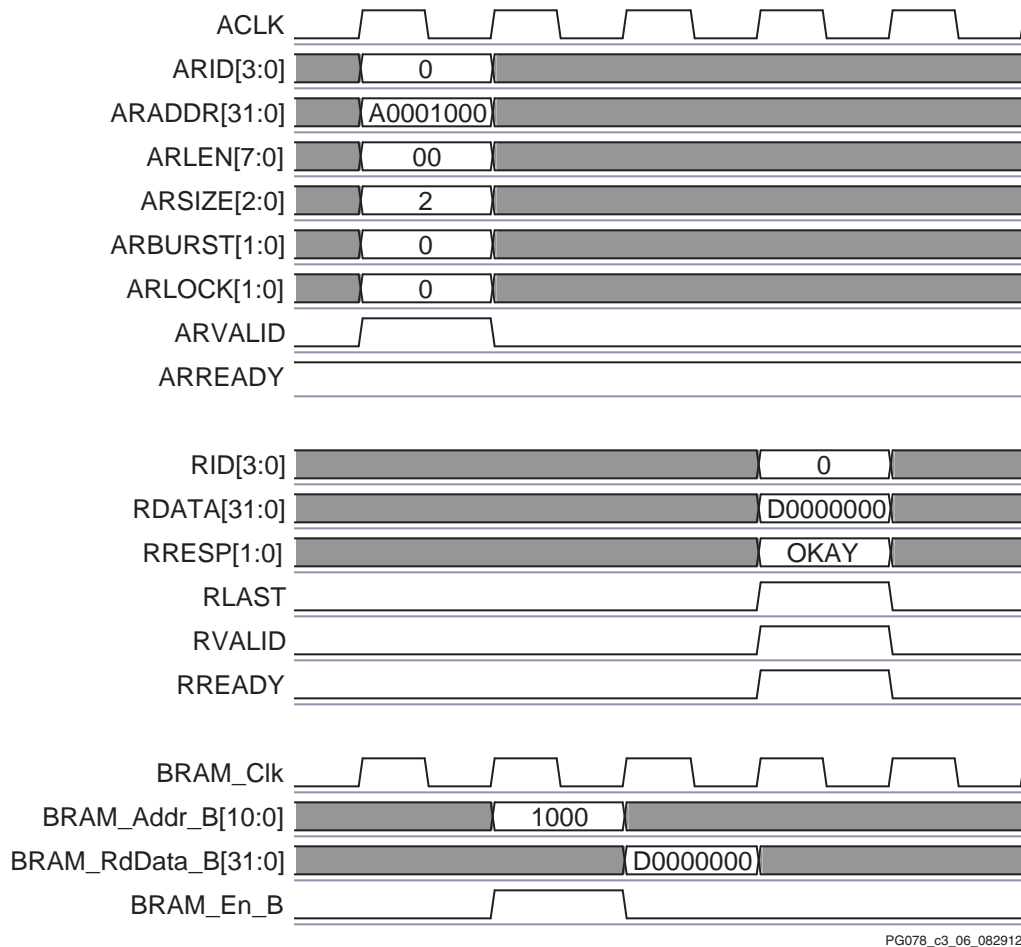 ACLK
ARID[3:0] 0
ARADDR[31:0] A0001000
ARLEN[7:0] 00
ARSIZE[2:0] 2
ARBURST[1:0] 0
ARLOCK[1:0] 0
ARVALID
ARREADY
RID[3:0] 0
RDATA[31:0] D0000000
RRESP[1:0] OKAY
RLAST
RVALID
RREADY
BRAM_Clk
BRAM_Addr_B[10:0] 1000
BRAM_RdData_B[31:0] D0000000
BRAM_En_B
PG078_c3_06_082912